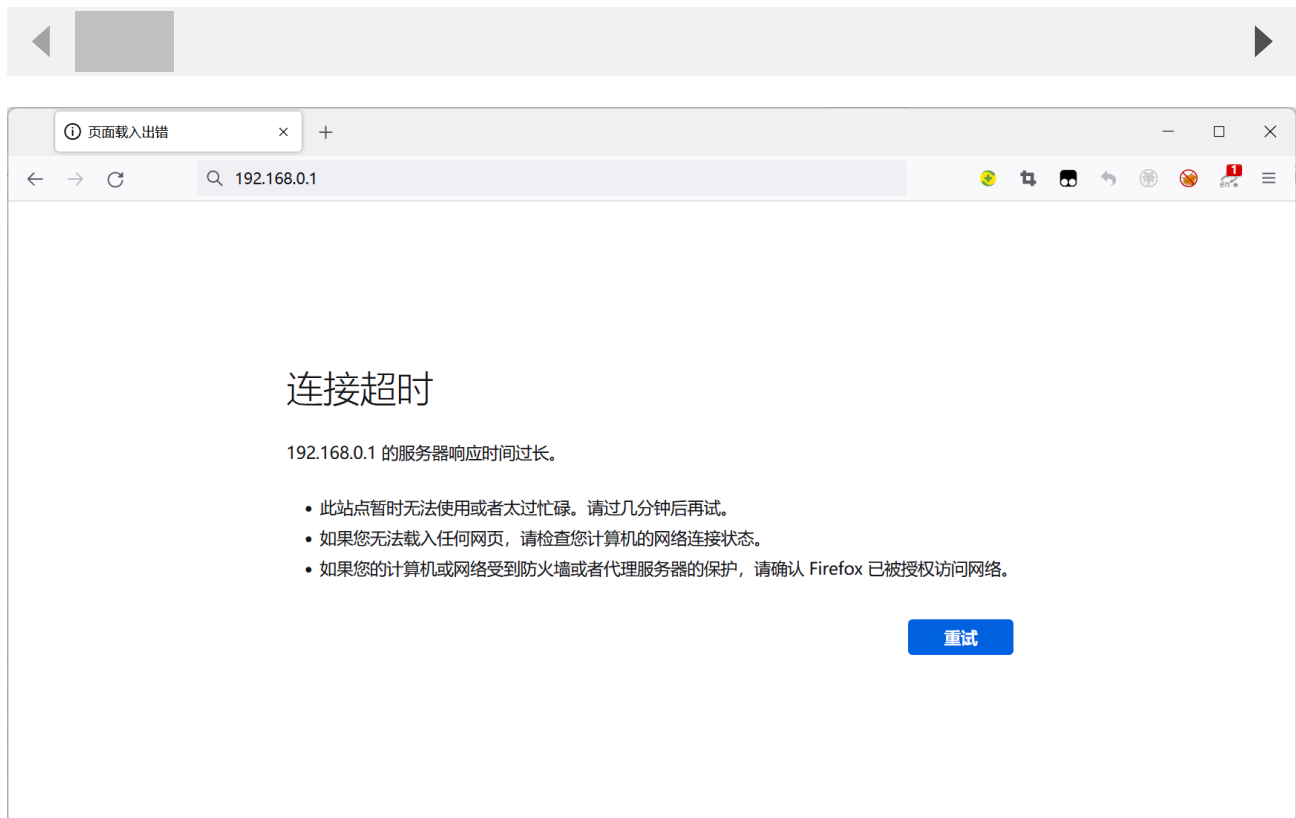 页面载入出错
192.168.0.1
1
en
连接超时
192.168.0.1 的服务器响应时间过长。
此站点暂时无法使用或者太过忙碌。请过几分钟后再试。
如果您无法载入任何网页，请检查您计算机的网络连接状态。
如果您的计算机或网络受到防火墙或者代理服务器的保护，请确认 Firefox 已被授权访问网络。
重试